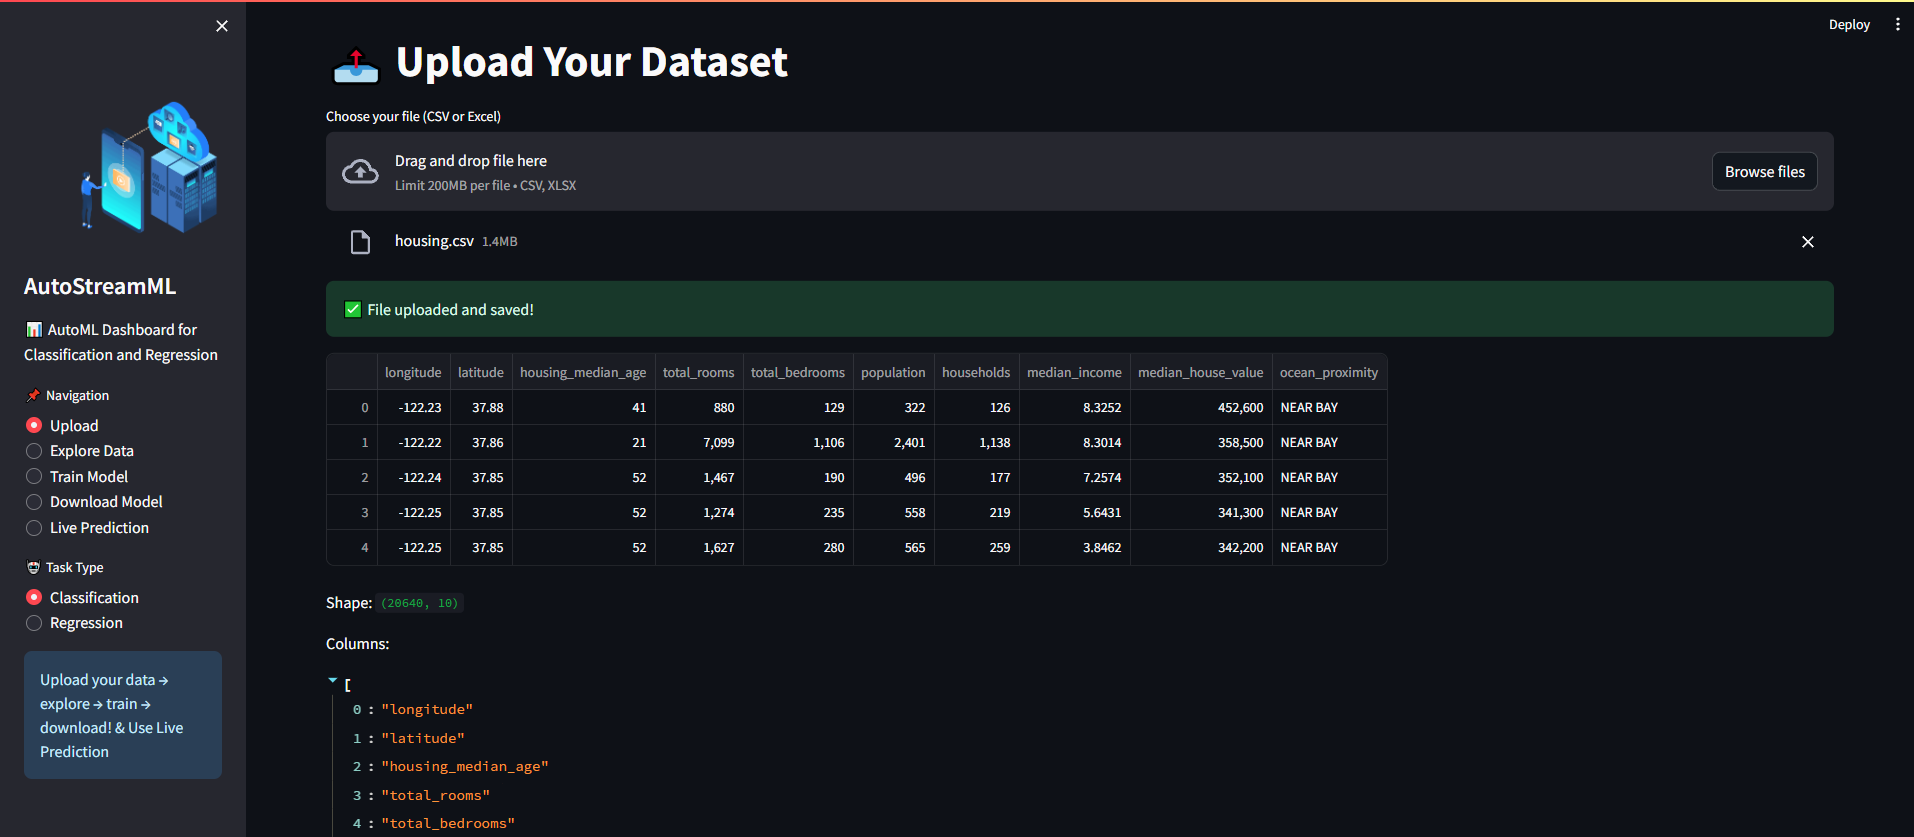 Deploy
AutoStreamML
📊 AutoML Dashboard for
Classification and Regression
📌 Navigation
Upload
Explore Data
Train Model
Download Model
Live Prediction
🤖 Task Type
Classification
Regression
Upload your data →
explore → train →
download! & Use Live
Prediction
📤 Upload Your Dataset
Choose your file (CSV or Excel)
Drag and drop file here
Limit 200MB per file • CSV, XLSX
Browse files
housing.csv 1.4MB
✅ File uploaded and saved!
longitude latitude housing_median_age total_rooms total_bedrooms population households median_income median_house_value ocean_proximity
0 -122.23 37.88 41 880 129 322 126 8.3252 452,600 NEAR BAY
1 -122.22 37.86 21 7,099 1,106 2,401 1,138 8.3014 358,500 NEAR BAY
2 -122.24 37.85 52 1,467 190 496 177 7.2574 352,100 NEAR BAY
3 -122.25 37.85 52 1,274 235 558 219 5.6431 341,300 NEAR BAY
4 -122.25 37.85 52 1,627 280 565 259 3.8462 342,200 NEAR BAY
Shape: (20640, 10)
Columns:
[
0 : "longitude"
1 : "latitude"
2 : "housing_median_age"
3 : "total_rooms"
4 : "total_bedrooms"